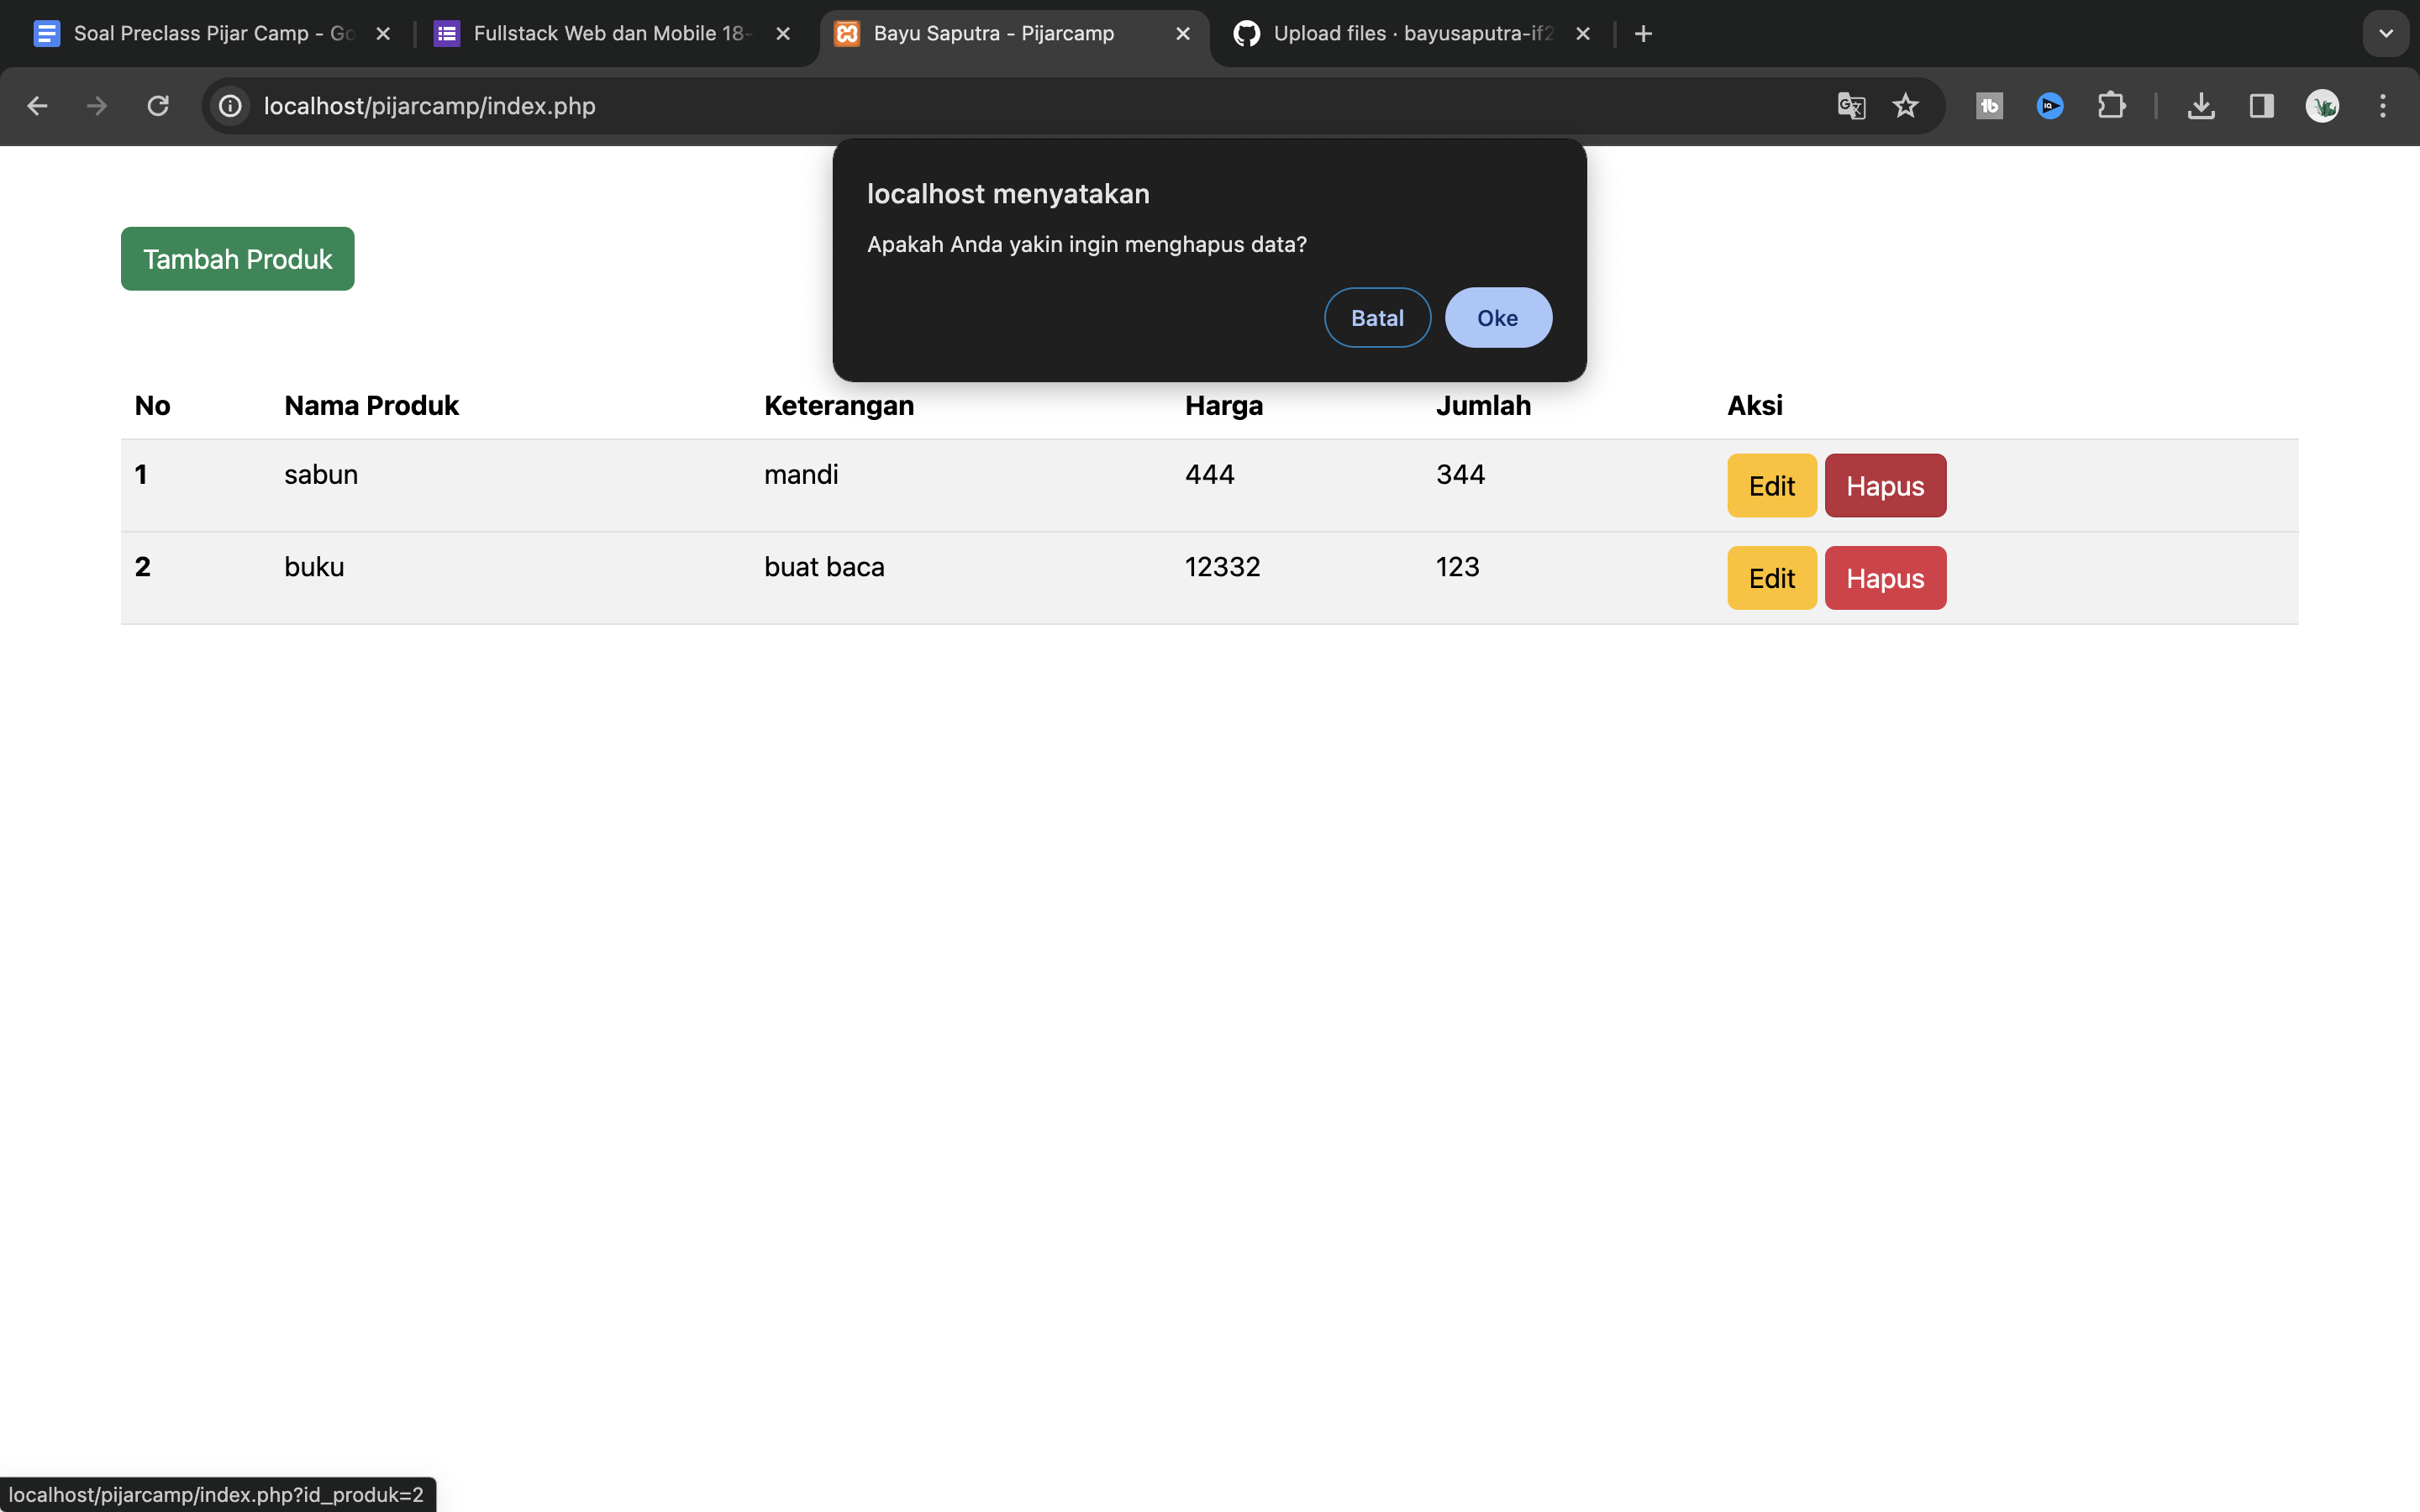 Soal Preclass Pijar Camp - Go
Fullstack Web dan Mobile 18-
Bayu Saputra - Pijarcamp
Upload files · bayusaputra-if2
localhost/pijarcamp/index.php
localhost menyatakan
Apakah Anda yakin ingin menghapus data?
Batal Oke
Tambah Produk
No Nama Produk Keterangan Harga Jumlah Aksi
1 sabun mandi 444 344 Edit Hapus
2 buku buat baca 12332 123 Edit Hapus
localhost/pijarcamp/index.php?id_produk=2